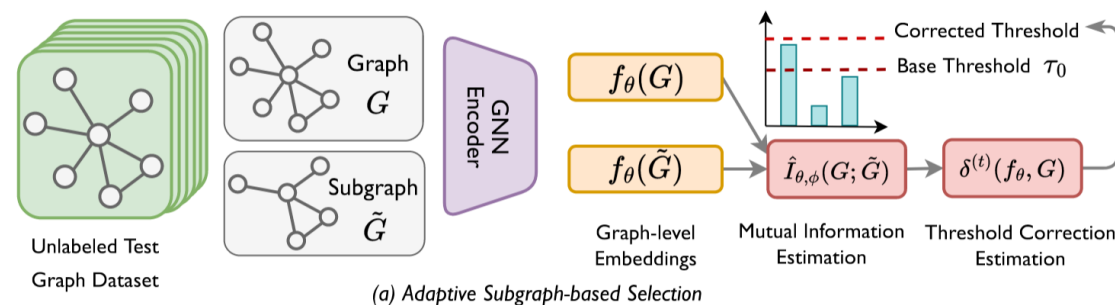 Unlabeled Test
Graph Dataset
Graph
G
Subgraph
G̃
GNN
Encoder
f_θ(G)
f_θ(G̃)
Graph-level
Embeddings
Corrected Threshold
Base Threshold τ₀
Î_θ,ϕ(G; G̃)
Mutual Information
Estimation
δ^(t)(f_θ, G)
Threshold Correction
Estimation
(a) Adaptive Subgraph-based Selection